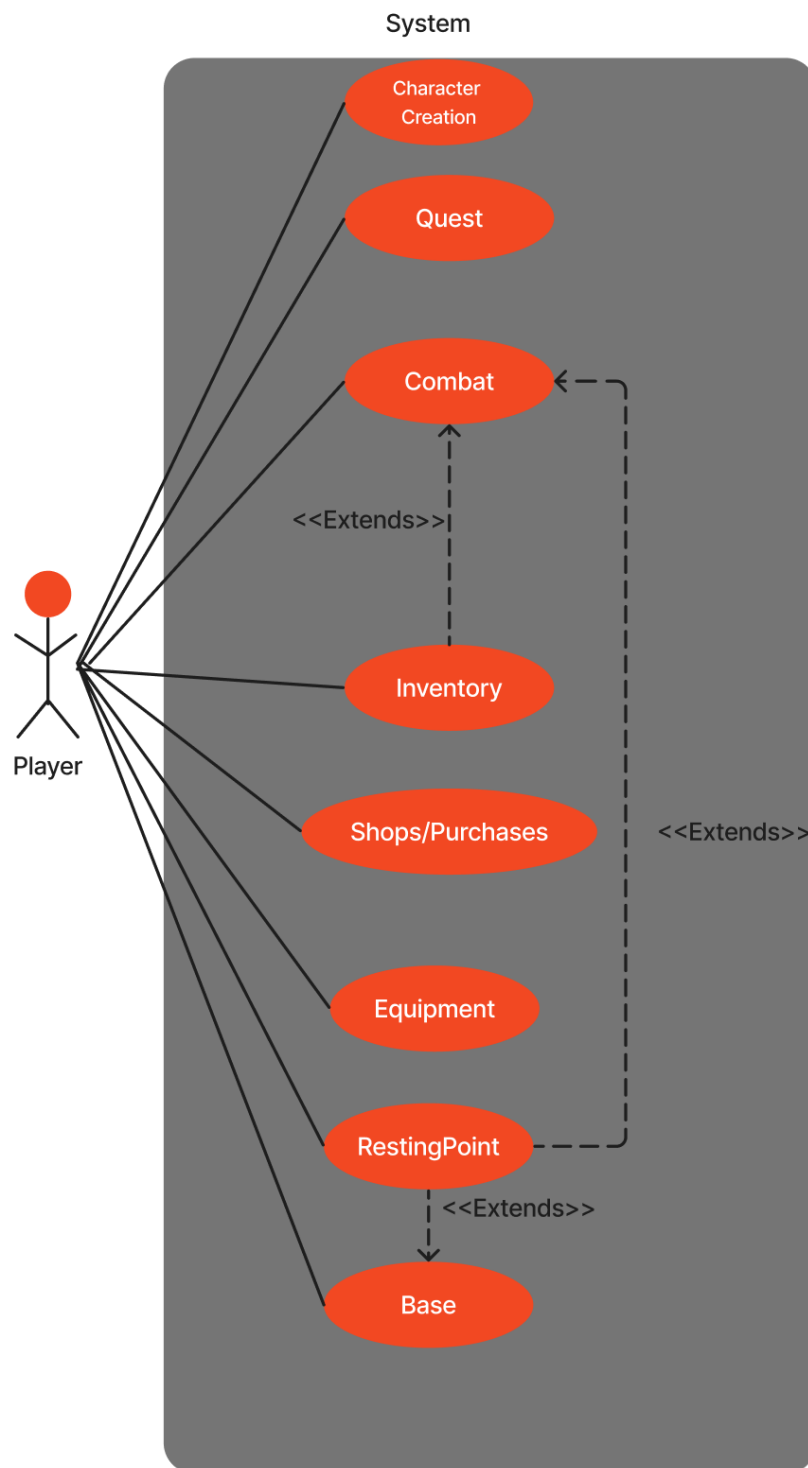 System
Character
Creation
Quest
Combat
<<Extends>>
Inventory
Player
Shops/Purchases
<<Extends>>
Equipment
RestingPoint
<<Extends>>
Base